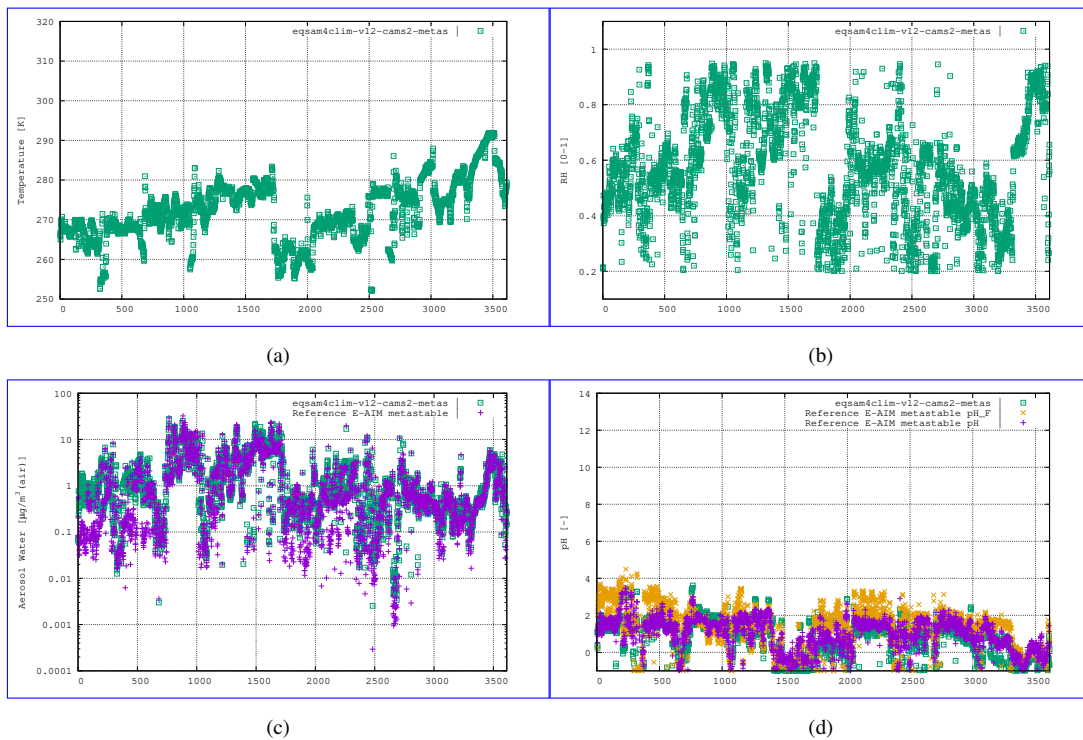 320
310
300
290
280
270
260
250
Temperature [K]
0 500 1000 1500 2000 2500 3000 3500
eqsam4clim-v12-cams2-metas |
(a)
1
0.8
0.6
0.4
0.2
RH [0-1]
0 500 1000 1500 2000 2500 3000 3500
eqsam4clim-v12-cams2-metas |
(b)
100
10
1
0.1
0.01
0.001
0.0001
Aerosol Water [µg/m³(air)]
0 500 1000 1500 2000 2500 3000 3500
eqsam4clim-v12-cams2-metas |
Reference E-AIM metastable |
(c)
14
12
10
8
6
4
2
0
pH [-]
0 500 1000 1500 2000 2500 3000 3500
eqsam4clim-v12-cams2-metas |
Reference E-AIM metastable pH_F |
Reference E-AIM metastable pH |
(d)